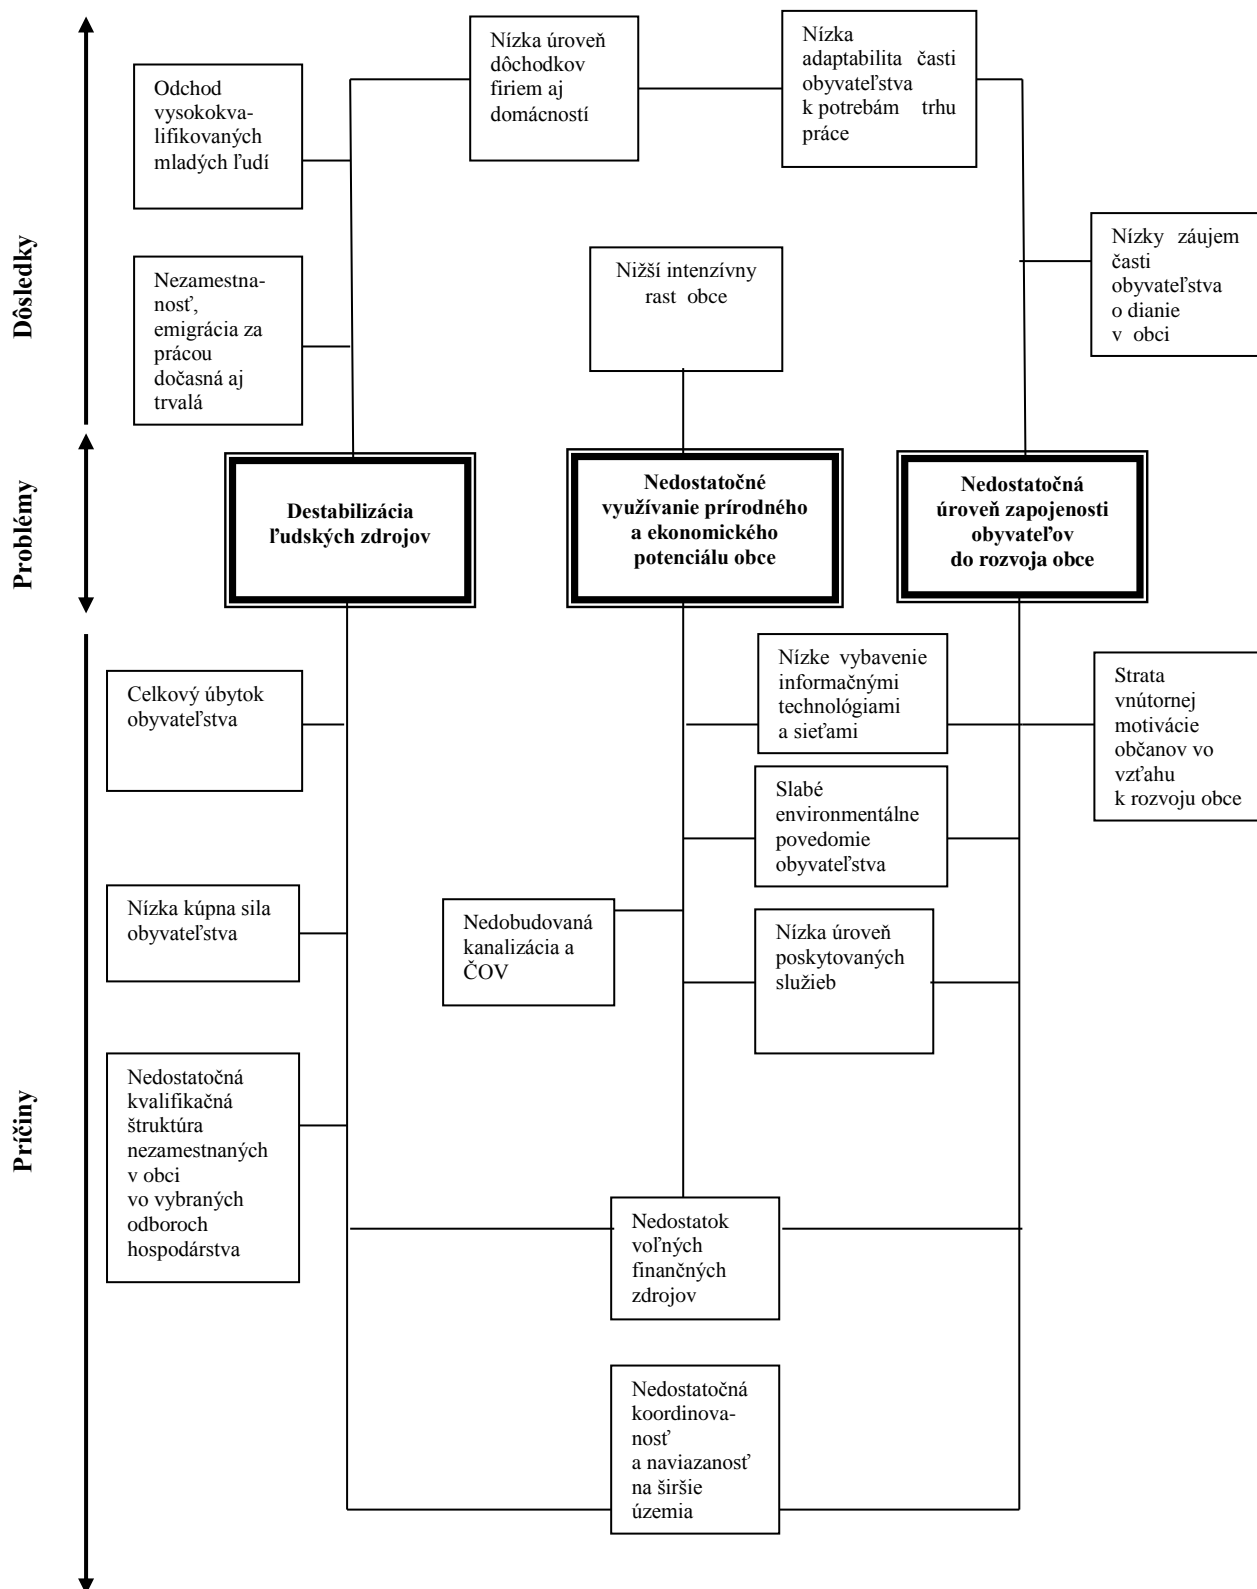 Dôsledky
Odchod
vysokokva-
lifikovaných
mladých ľudí
Nízka úroveň
dôchodkov
firiem aj
domácností
Nízka
adaptabilita časti
obyvateľstva
k potrebám trhu
práce
Nezamestna-
nosť,
emigrácia za
prácou
dočasná aj
trvalá
Nižší intenzívny
rast obce
Nízky záujem
časti
obyvateľstva
o dianie
v obci
Problémy
Destabilizácia
ľudských zdrojov
Nedostatočné
využívanie prírodného
a ekonomického
potenciálu obce
Nedostatočná
úroveň zapojenosti
obyvateľov
do rozvoja obce
Príčiny
Celkový úbytok
obyvateľstva
Nízke vybavenie
informačnými
technológiami
a sieťami
Strata
vnútornej
motivácie
občanov vo
vzťahu
k rozvoju obce
Slabé
environmentálne
povedomie
obyvateľstva
Nízka kúpna sila
obyvateľstva
Nedobudovaná
kanalizácia a
ČOV
Nízka úroveň
poskytovaných
služieb
Nedostatočná
kvalifikačná
štruktúra
nezamestnaných
v obci
vo vybraných
odboroch
hospodárstva
Nedostatok
voľných
finančných
zdrojov
Nedostatočná
koordinova-
nosť
a naviazanosť
na širšie
územia